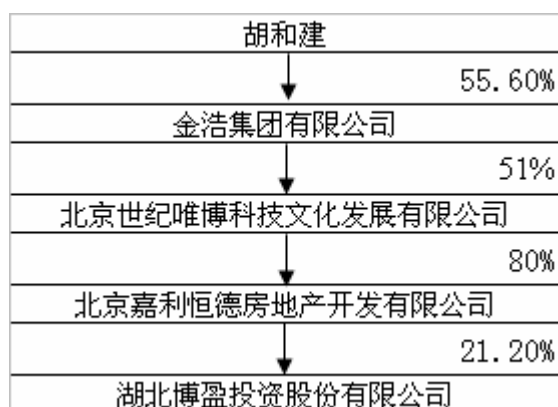 胡和建
55.60%
金浩集团有限公司
51%
北京世纪唯博科技文化发展有限公司
80%
北京嘉利恒德房地产开发有限公司
21.20%
湖北博盈投资股份有限公司